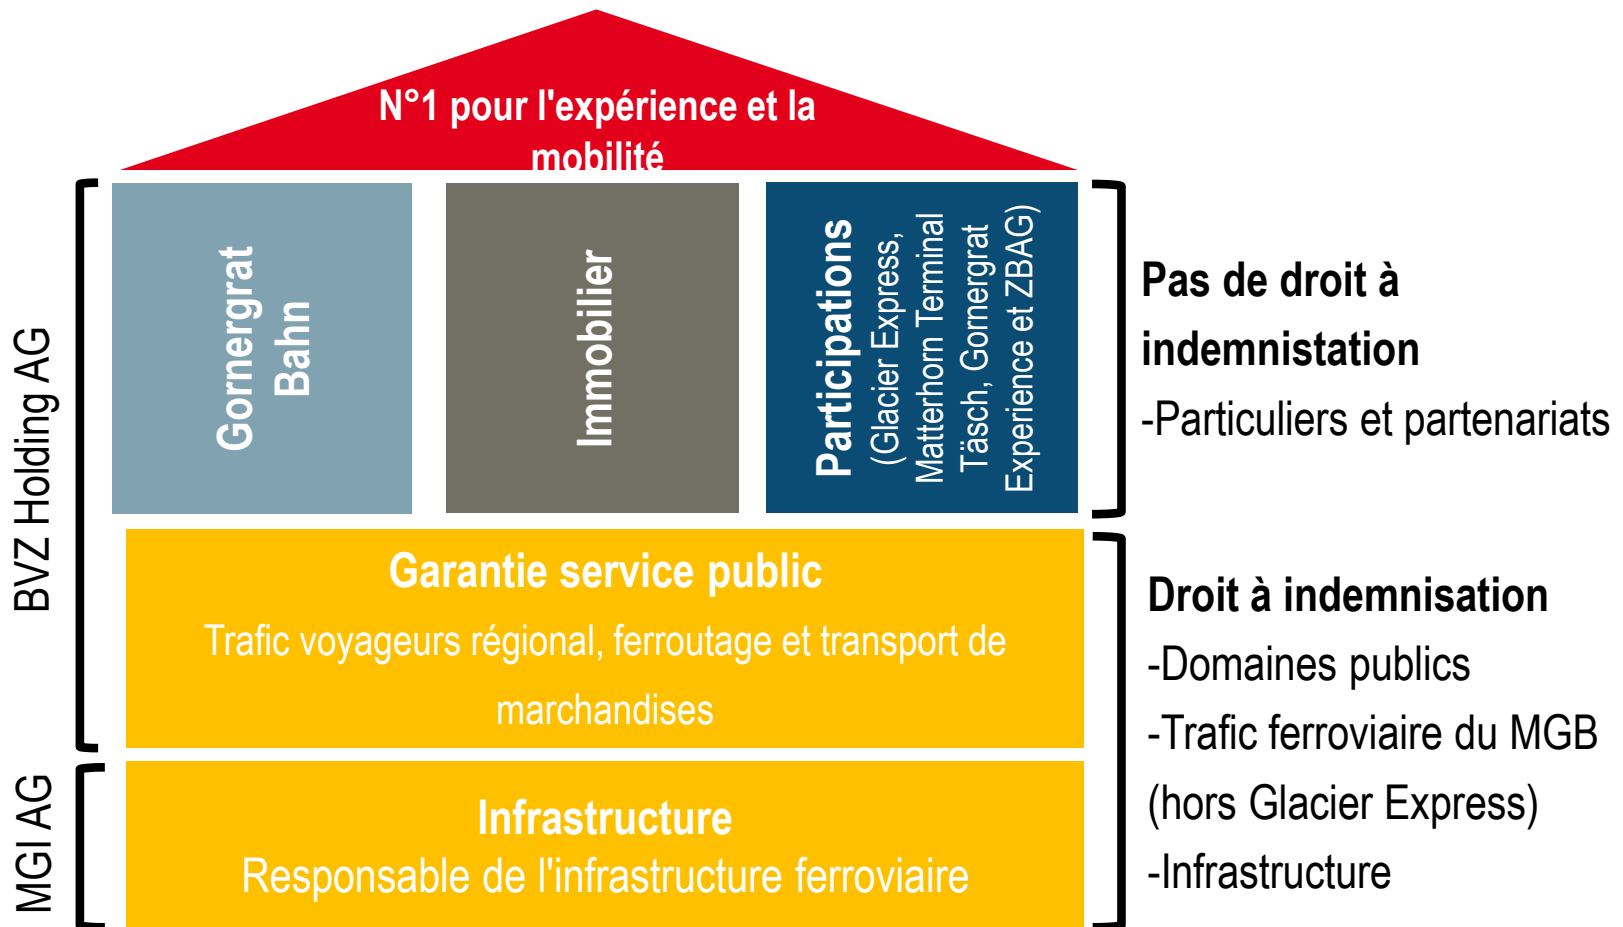 N°1 pour l'expérience et la
mobilité
BVZ Holding AG
Gornergrat
Bahn
Immobilier
Participations
(Glacier Express,
Matterhorn Terminal
Täsch, Gornergrat
Experience et ZBAG)
Pas de droit à
indemnistation
-Particuliers et partenariats
Garantie service public
Trafic voyageurs régional, ferroutage et transport de
marchandises
Droit à indemnisation
-Domaines publics
-Trafic ferroviaire du MGB
(hors Glacier Express)
-Infrastructure
MGI AG
Infrastructure
Responsable de l'infrastructure ferroviaire